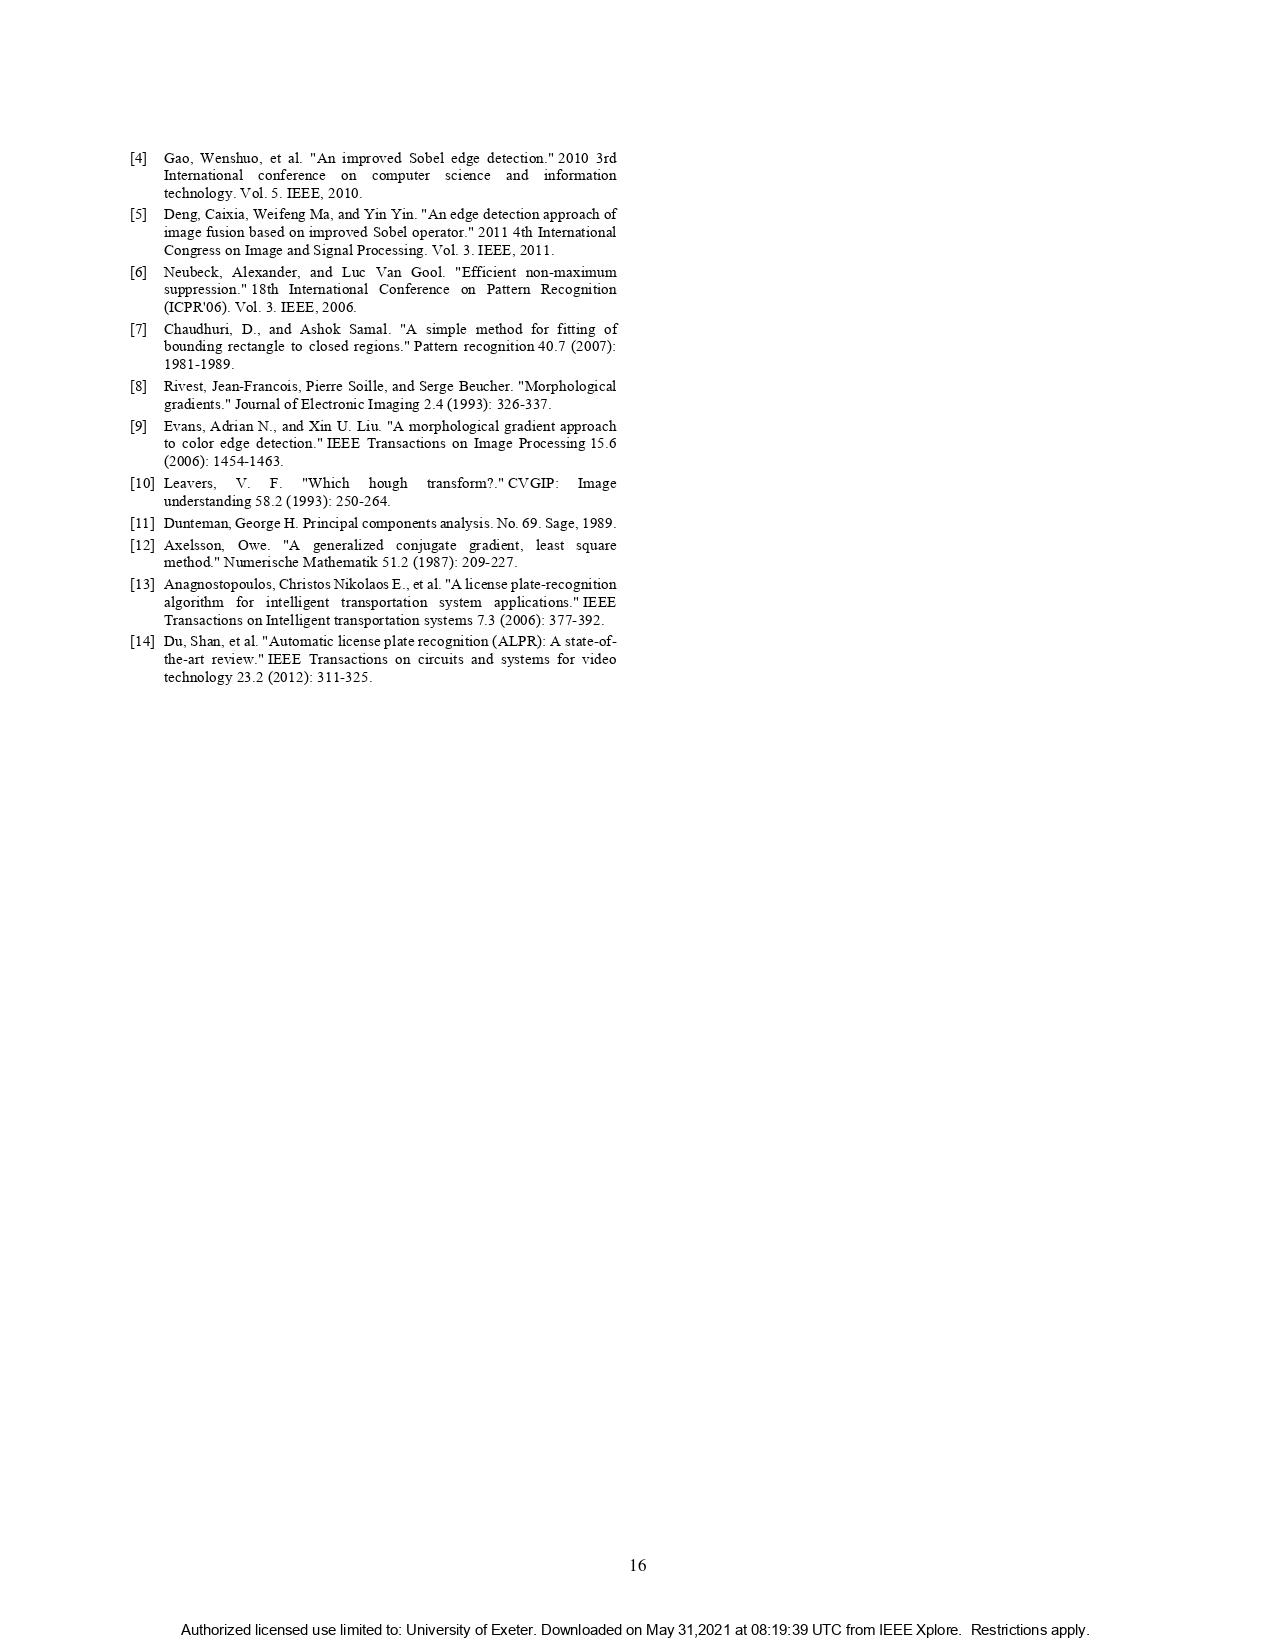 [4] Gao, Wenshuo, et al. "An improved Sobel edge detection." 2010 3rd
International conference on computer science and information
technology. Vol. 5. IEEE, 2010.
[5] Deng, Caixia, Weifeng Ma, and Yin Yin. "An edge detection approach of
image fusion based on improved Sobel operator." 2011 4th International
Congress on Image and Signal Processing. Vol. 3. IEEE, 2011.
[6] Neubeck, Alexander, and Luc Van Gool. "Efficient non-maximum
suppression." 18th International Conference on Pattern Recognition
(ICPR'06). Vol. 3. IEEE, 2006.
[7] Chaudhuri, D., and Ashok Samal. "A simple method for fitting of
bounding rectangle to closed regions." Pattern recognition 40.7 (2007):
1981-1989.
[8] Rivest, Jean-Francois, Pierre Soille, and Serge Beucher. "Morphological
gradients." Journal of Electronic Imaging 2.4 (1993): 326-337.
[9] Evans, Adrian N., and Xin U. Liu. "A morphological gradient approach
to color edge detection." IEEE Transactions on Image Processing 15.6
(2006): 1454-1463.
[10] Leavers, V. F. "Which hough transform?." CVGIP: Image
understanding 58.2 (1993): 250-264.
[11] Dunteman, George H. Principal components analysis. No. 69. Sage, 1989.
[12] Axelsson, Owe. "A generalized conjugate gradient, least square
method." Numerische Mathematik 51.2 (1987): 209-227.
[13] Anagnostopoulos, Christos Nikolaos E., et al. "A license plate-recognition
algorithm for intelligent transportation system applications." IEEE
Transactions on Intelligent transportation systems 7.3 (2006): 377-392.
[14] Du, Shan, et al. "Automatic license plate recognition (ALPR): A state-of-
the-art review." IEEE Transactions on circuits and systems for video
technology 23.2 (2012): 311-325.
16
Authorized licensed use limited to: University of Exeter. Downloaded on May 31,2021 at 08:19:39 UTC from IEEE Xplore. Restrictions apply.